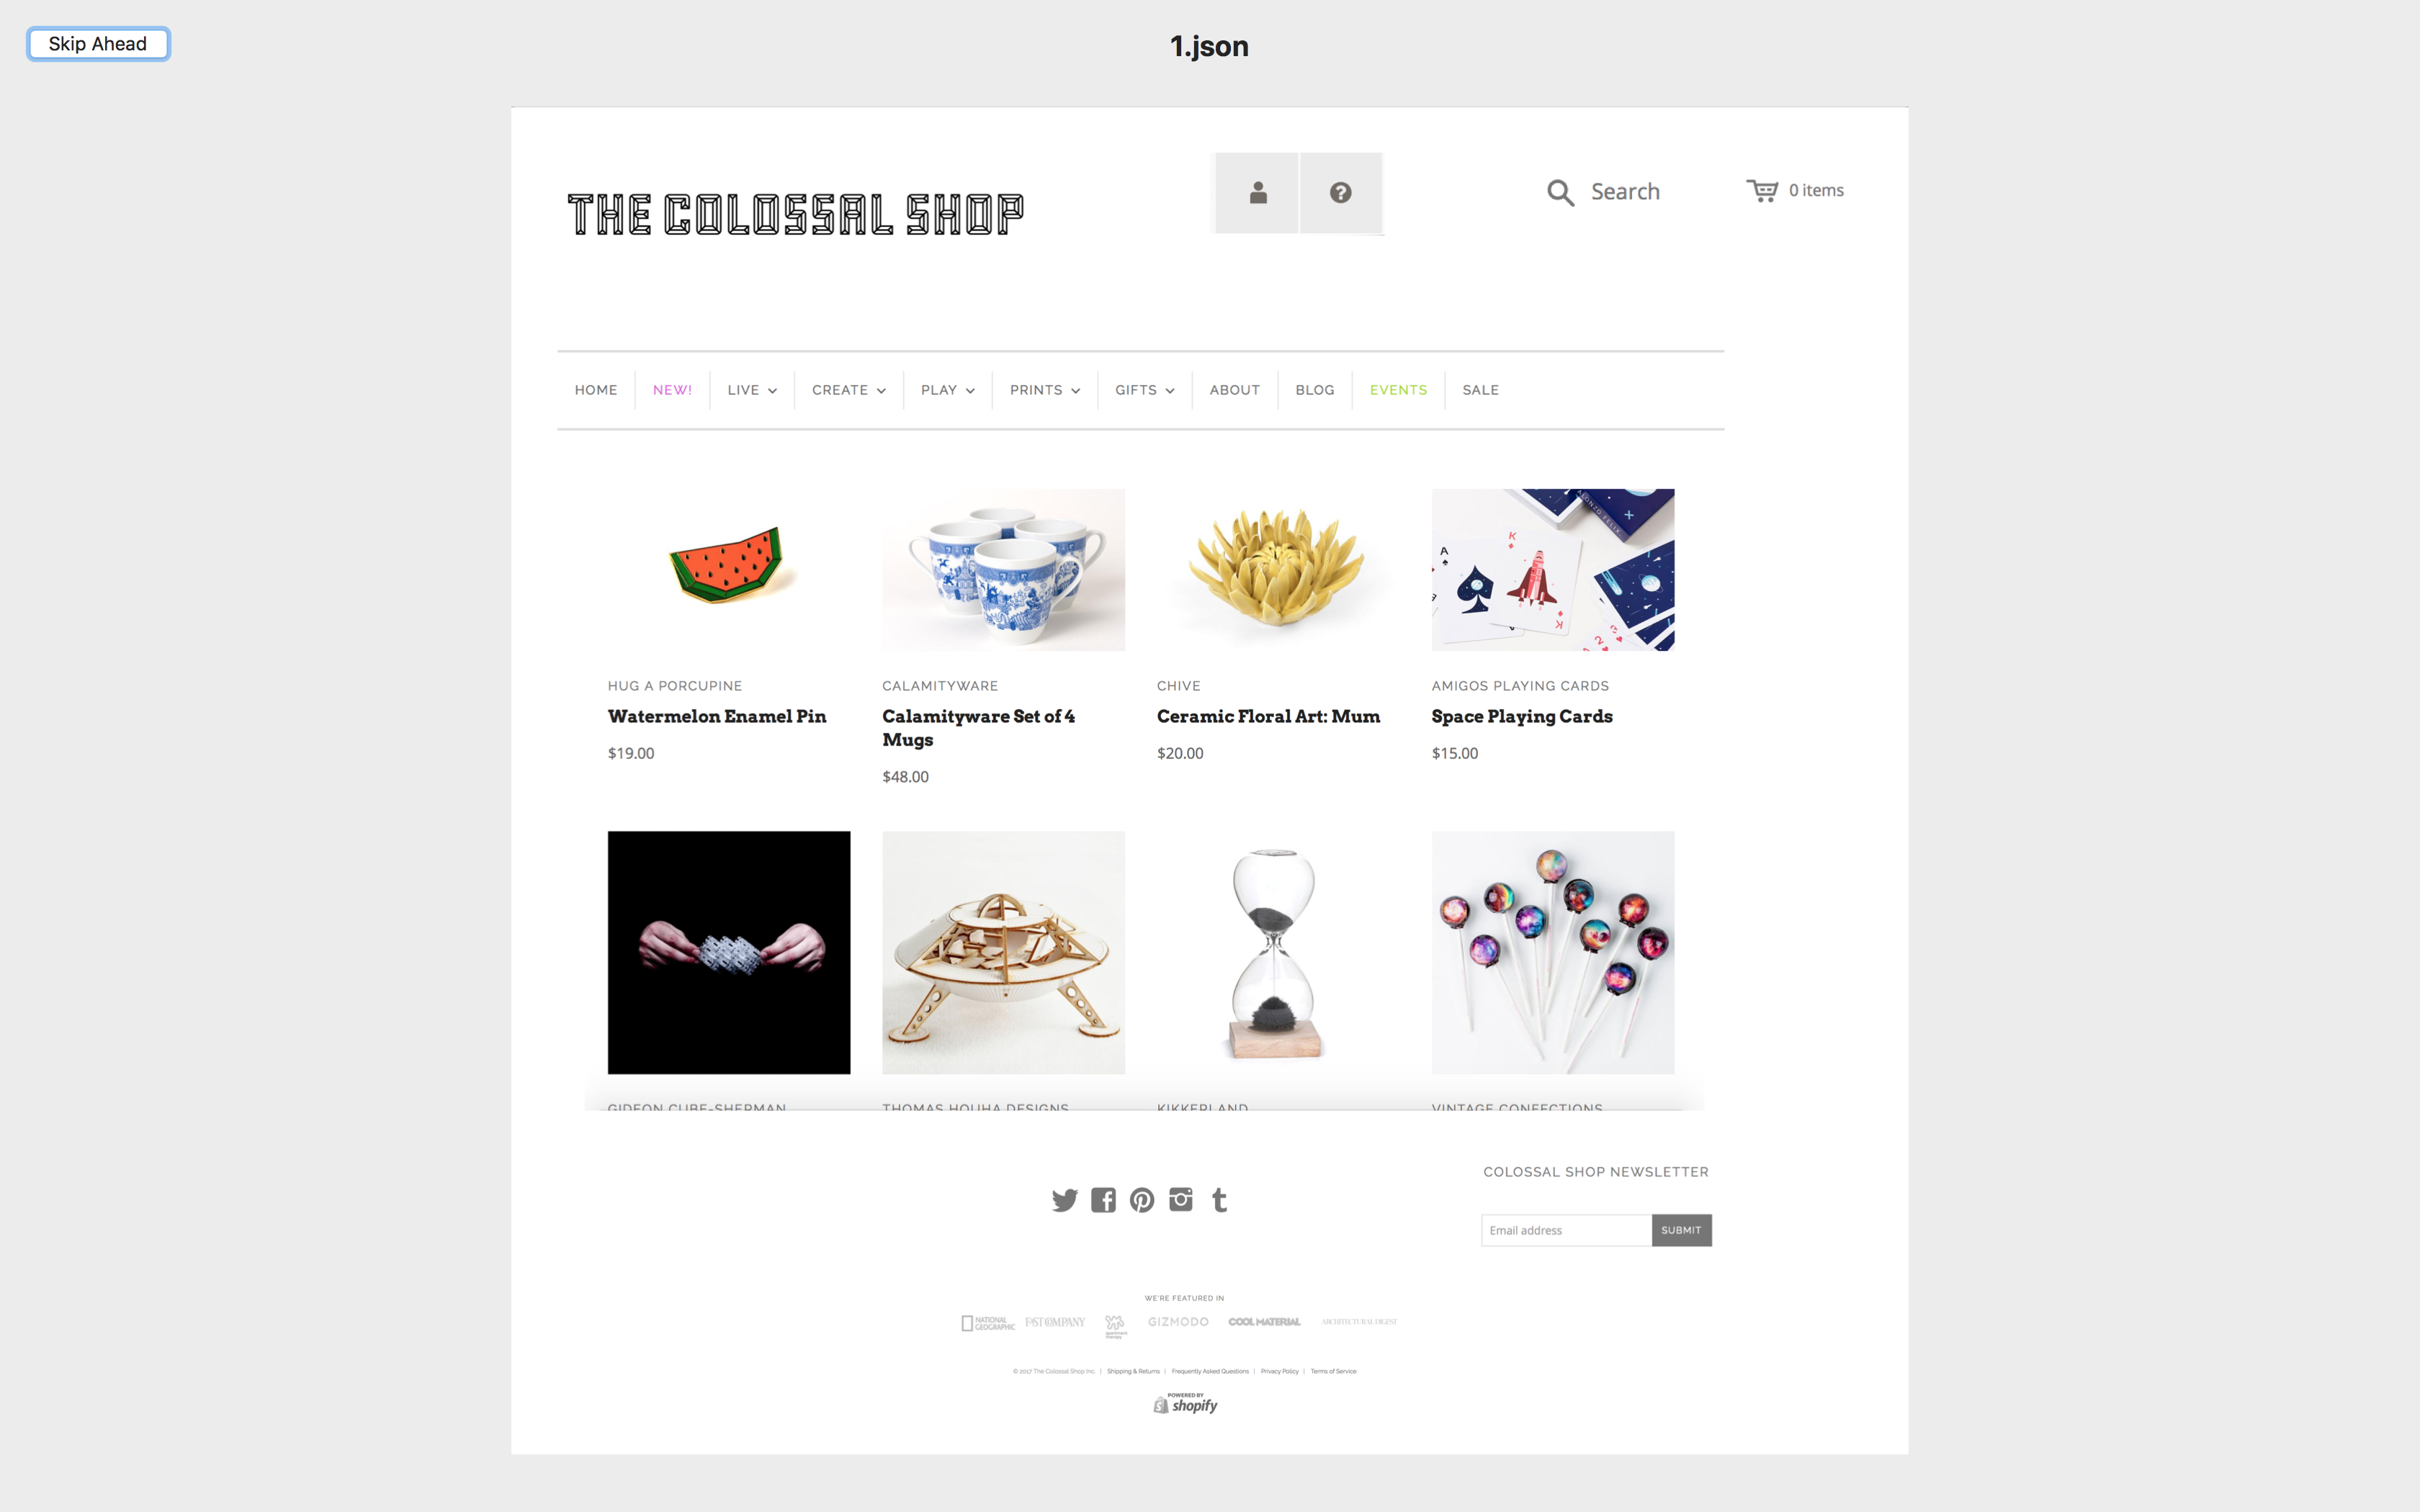 Skip Ahead
1.json
THE COLOSSAL SHOP
Search
0 items
HOME NEW! LIVE CREATE PLAY PRINTS GIFTS ABOUT BLOG EVENTS SALE
ALONZO FELIX
A
K
K
2
HUG A PORCUPINE
Watermelon Enamel Pin
$19.00
CALAMITYWARE
Calamityware Set of 4
Mugs
$48.00
CHIVE
Ceramic Floral Art: Mum
$20.00
AMIGOS PLAYING CARDS
Space Playing Cards
$15.00
GIDEON CUBE-SHERMAN
THOMAS HOUHA DESIGNS
KIKKERLAND
VINTAGE CONFECTIONS
COLOSSAL SHOP NEWSLETTER
Email address
SUBMIT
WE'RE FEATURED IN
NATIONAL
GEOGRAPHIC
FAST COMPANY
apartment
therapy
GIZMODO
COOL MATERIAL
ARCHITECTURAL DIGEST
© 2017 The Colossal Shop Inc. | Shipping & Returns | Frequently Asked Questions | Privacy Policy | Terms of Service
POWERED BY
shopify